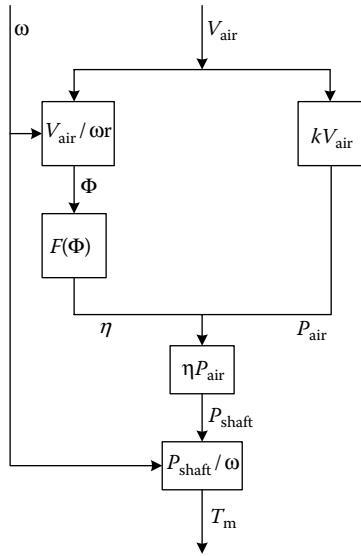 ω
V_air
V_air / ωr
kV_air
Φ
F(Φ)
η
P_air
ηP_air
P_shaft
P_shaft / ω
T_m